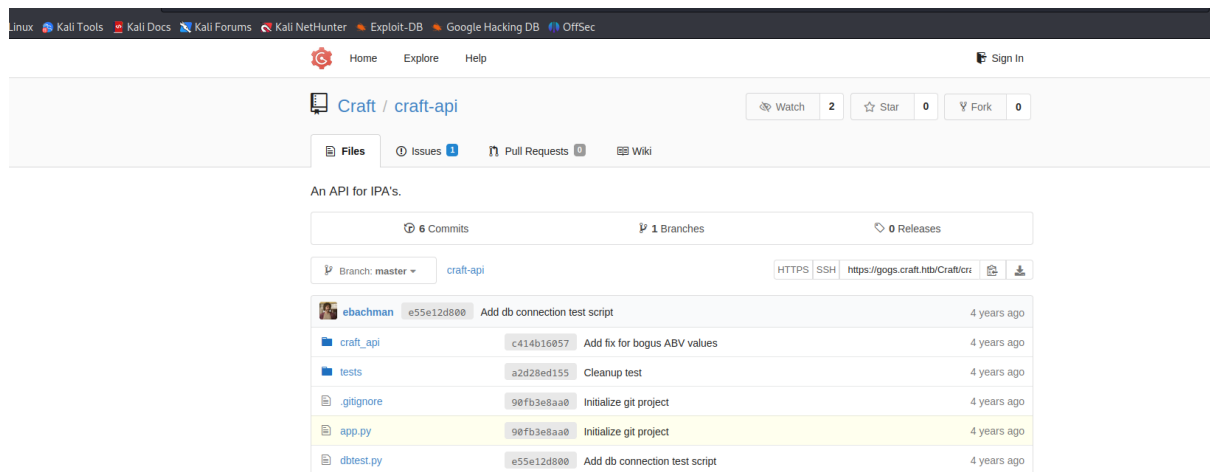 Linux Kali Tools Kali Docs Kali Forums Kali NetHunter Exploit-DB Google Hacking DB OffSec
Home Explore Help Sign In
Craft / craft-api Watch 2 Star 0 Fork 0
Files Issues 1 Pull Requests 0 Wiki
An API for IPA's.
6 Commits 1 Branches 0 Releases
Branch: master craft-api HTTPS SSH https://gogs.craft.htb/Craft/cra
ebachman e55e12d800 Add db connection test script 4 years ago
craft_api c414b16057 Add fix for bogus ABV values 4 years ago
tests a2d28ed155 Cleanup test 4 years ago
.gitignore 90fb3e8aa0 Initialize git project 4 years ago
app.py 90fb3e8aa0 Initialize git project 4 years ago
dbtest.py e55e12d800 Add db connection test script 4 years ago